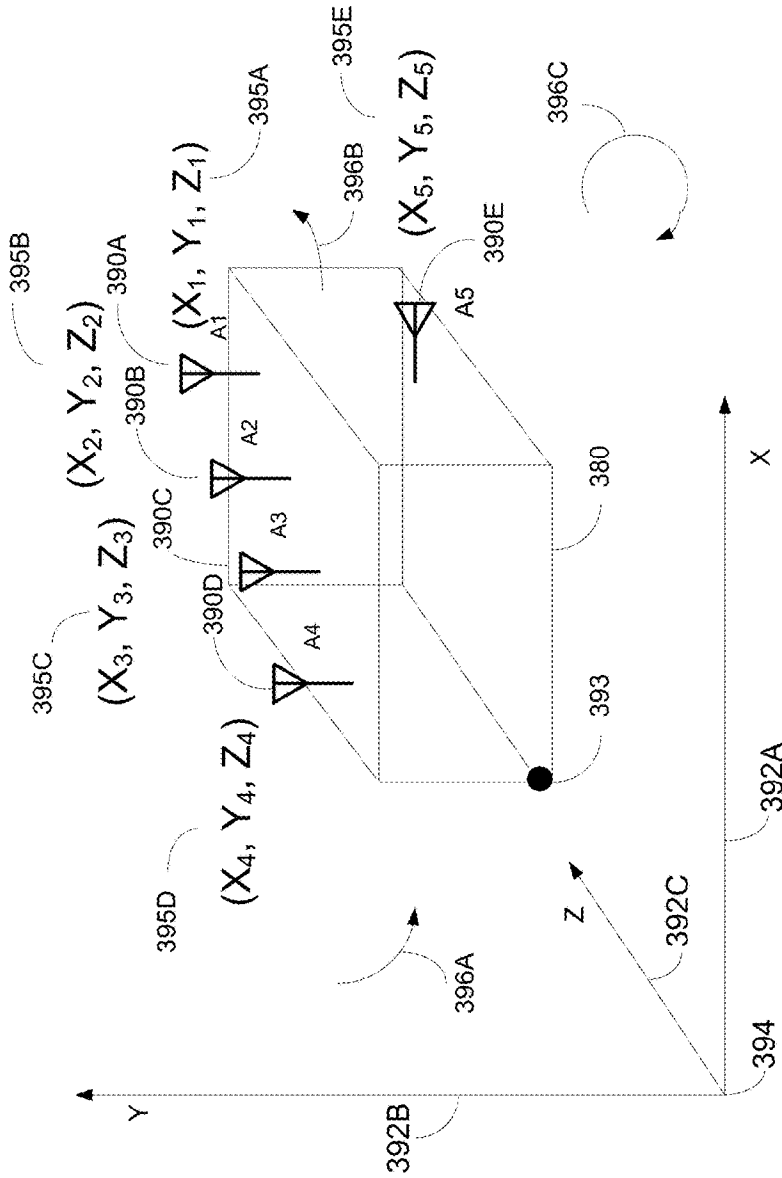 395B
(X₂, Y₂, Z₂)
390A
(X₁, Y₁, Z₁)
395A
A1
390B
A2
395C
(X₃, Y₃, Z₃)
390C
A3
390D
A4
395D
(X₄, Y₄, Z₄)
396B
395E
(X₅, Y₅, Z₅)
390E
A5
396C
396A
380
393
Y
392B
Z
392C
X
392A
394